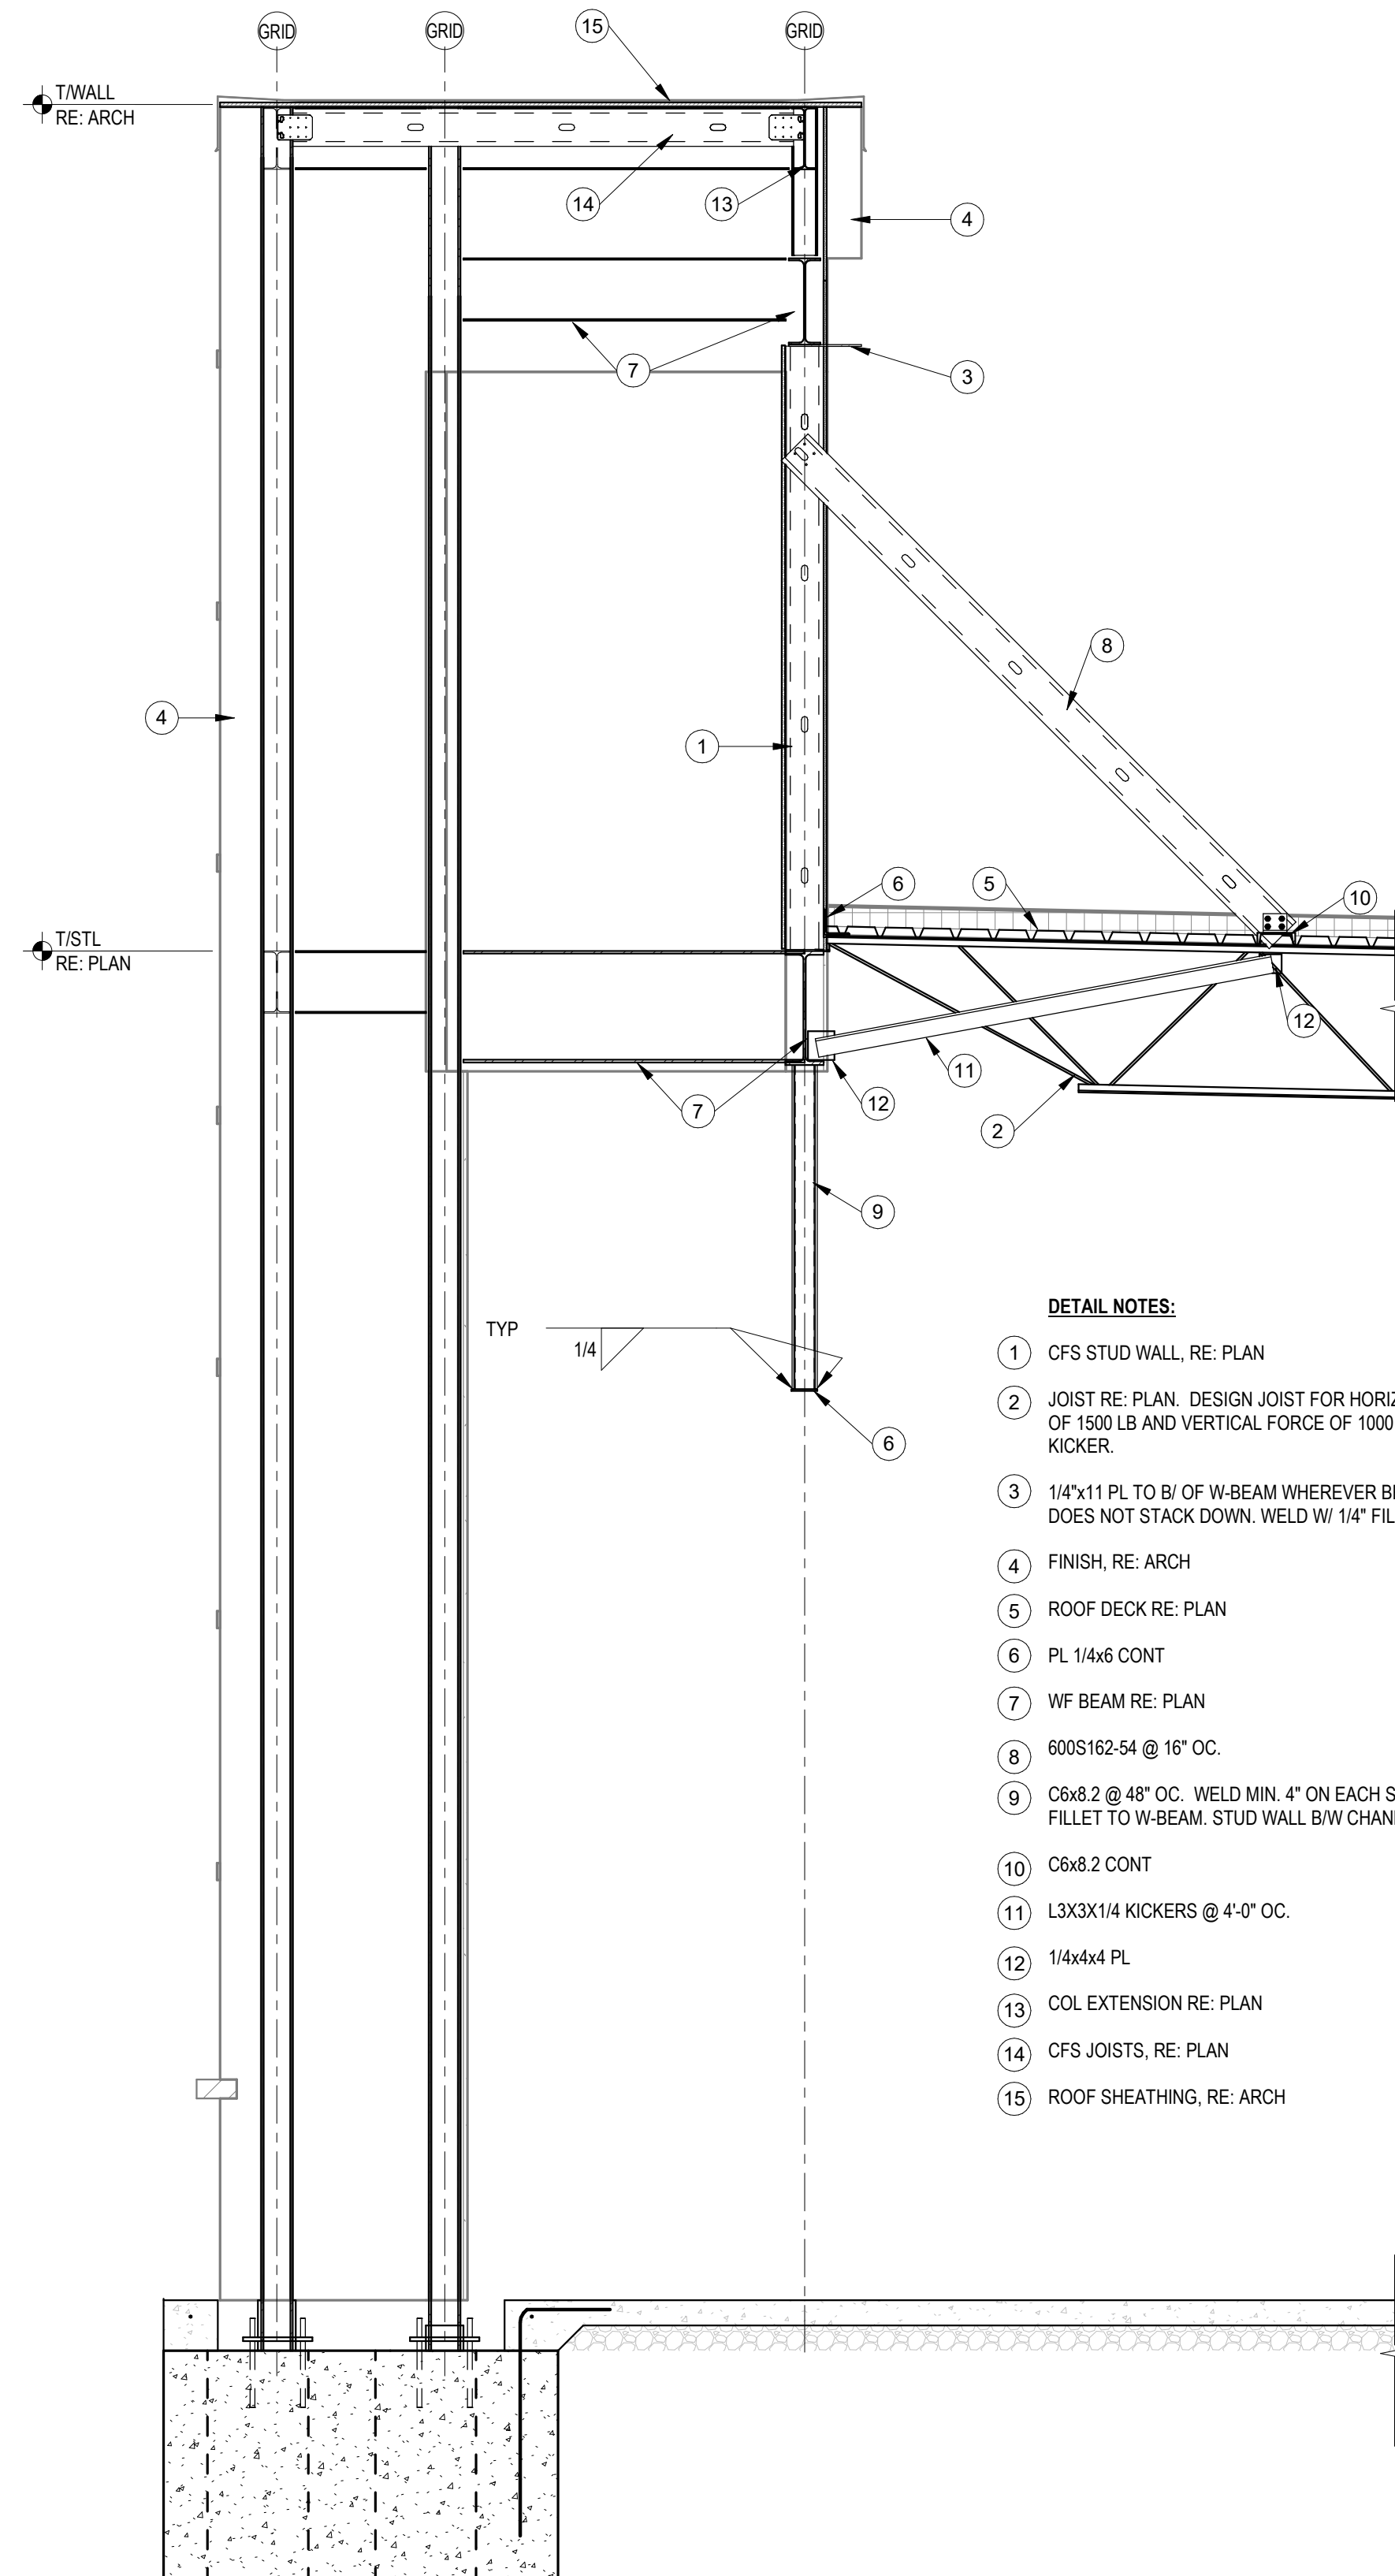 GRID
GRID
15
GRID
T/WALL
RE: ARCH
14
13
4
7
3
8
4
1
6
5
10
T/STL
RE: PLAN
12
11
7
12
2
9
TYP
1/4
6
DETAIL NOTES:
1 CFS STUD WALL, RE: PLAN
2 JOIST RE: PLAN. DESIGN JOIST FOR
OF 1500 LB AND VERTICAL FORCE OF 1000
KICKER.
3 1/4"x11 PL TO B/ OF W-BEAM WHEREVER
DOES NOT STACK DOWN. WELD W/ 1/4"
4 FINISH, RE: ARCH
5 ROOF DECK RE: PLAN
6 PL 1/4x6 CONT
7 WF BEAM RE: PLAN
8 600S162-54 @ 16" OC.
9 C6x8.2 @ 48" OC. WELD MIN. 4" ON EACH
FILLET TO W-BEAM. STUD WALL B/W
10 C6x8.2 CONT
11 L3X3X1/4 KICKERS @ 4'-0" OC.
12 1/4x4x4 PL
13 COL EXTENSION RE: PLAN
14 CFS JOISTS, RE: PLAN
15 ROOF SHEATHING, RE: ARCH